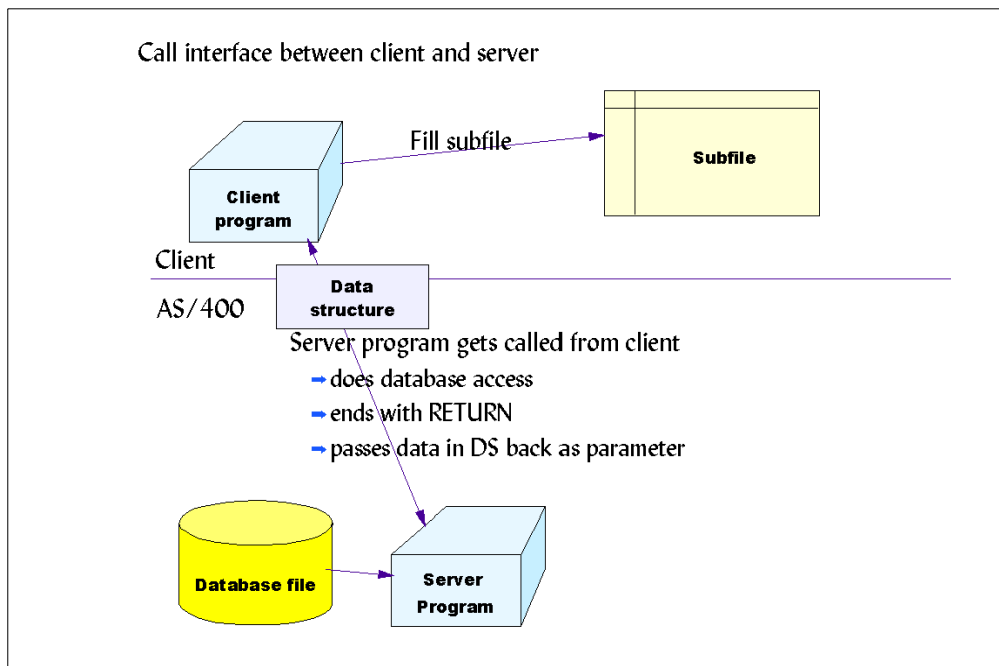 Call interface between client and server
Fill subfile
Subfile
Client
program
Client
AS/400
Data
structure
Server program gets called from client
does database access
ends with RETURN
passes data in DS back as parameter
Database file
Server
Program